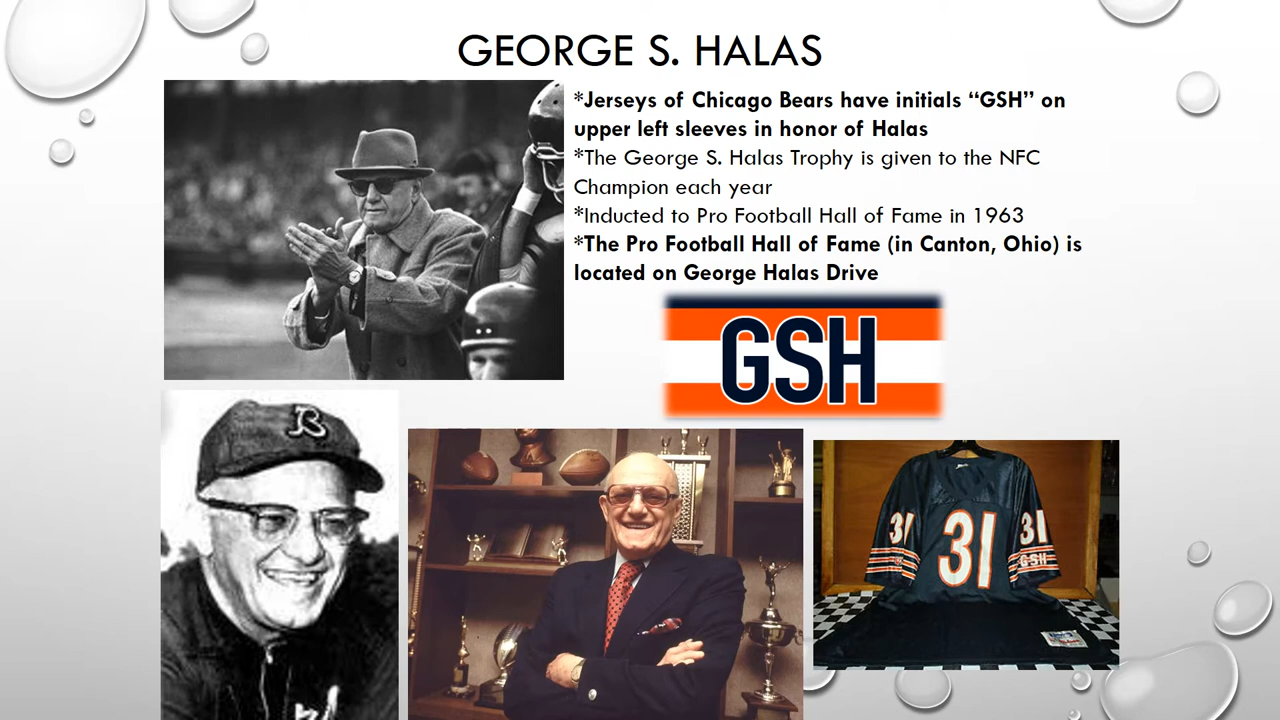 GEORGE S. HALAS
*Jerseys of Chicago Bears have initials “GSH” on
upper left sleeves in honor of Halas
*The George S. Halas Trophy is given to the NFC
Champion each year
*Inducted to Pro Football Hall of Fame in 1963
*The Pro Football Hall of Fame (in Canton, Ohio) is
located on George Halas Drive
GSH
B
31
31
31
GSH